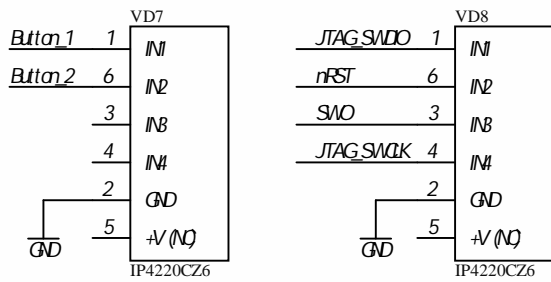 VD7
Button_1 1 IN1
Button_2 6 IN2
3 IN3
4 IN4
2 GND
5 +V (NC)
GND
IP4220CZ6
VD8
JTAG_SWDIO 1 IN1
nRST 6 IN2
SWO 3 IN3
JTAG_SWCLK 4 IN4
2 GND
5 +V (NC)
GND
IP4220CZ6